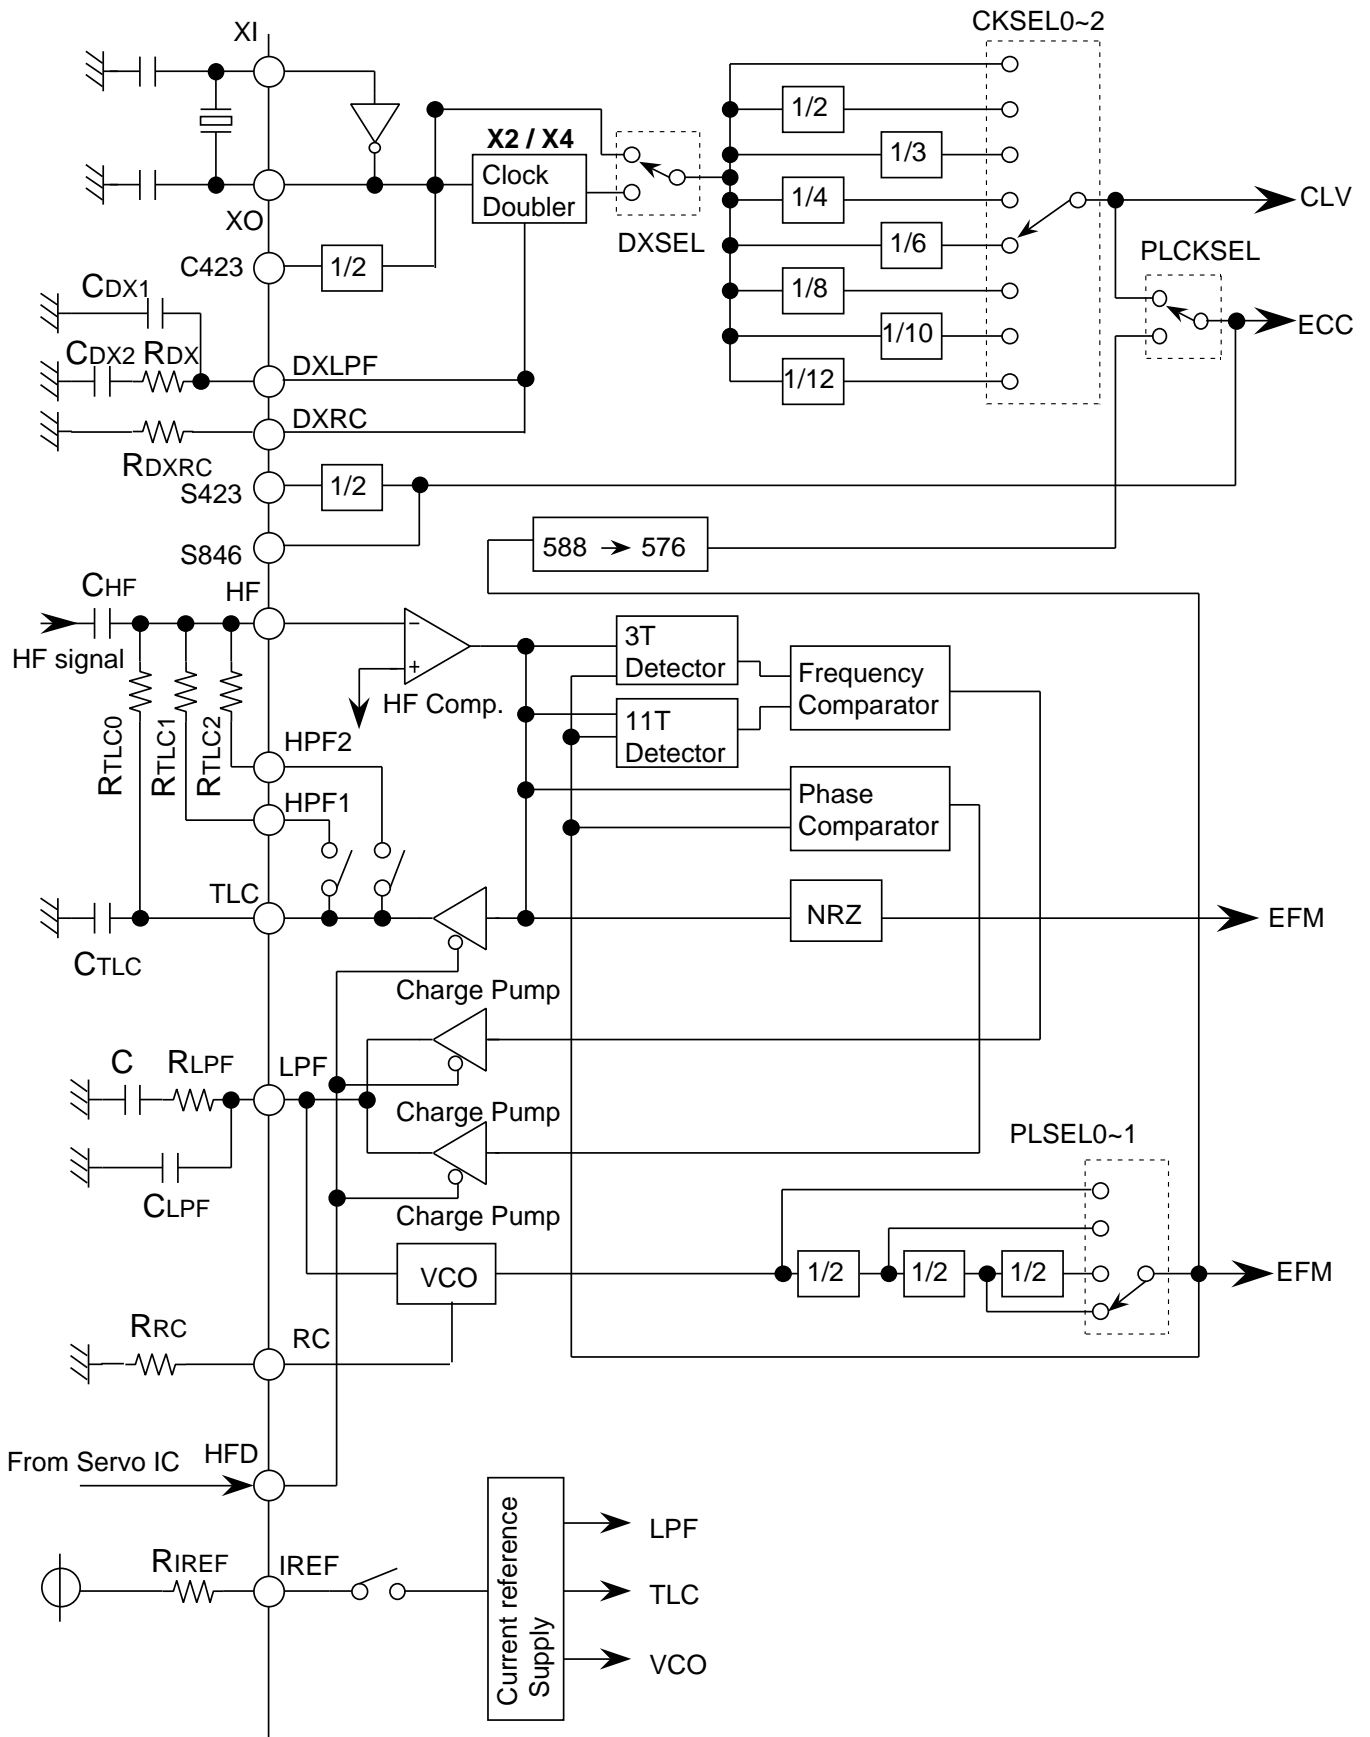 CKSEL0~2
XI
X2 / X4
Clock
Doubler
DXSEL
1/2
1/3
1/4
1/6
1/8
1/10
1/12
CLV
PLCKSEL
ECC
XO
C423
1/2
CDX1
CDX2 RDX
DXLPF
DXRC
RDXRC
S423
1/2
S846
588 → 576
CHF
HF
HF signal
HF Comp.
−
+
3T
Detector
11T
Detector
Frequency
Comparator
Phase
Comparator
RTLC0
RTLC1
RTLC2
HPF2
HPF1
TLC
CTLC
NRZ
EFM
Charge Pump
C
RLPF
LPF
Charge Pump
CLPF
Charge Pump
PLSEL0~1
VCO
1/2
1/2
1/2
EFM
RRC
RC
From Servo IC
HFD
RIREF
IREF
Current reference
Supply
LPF
TLC
VCO